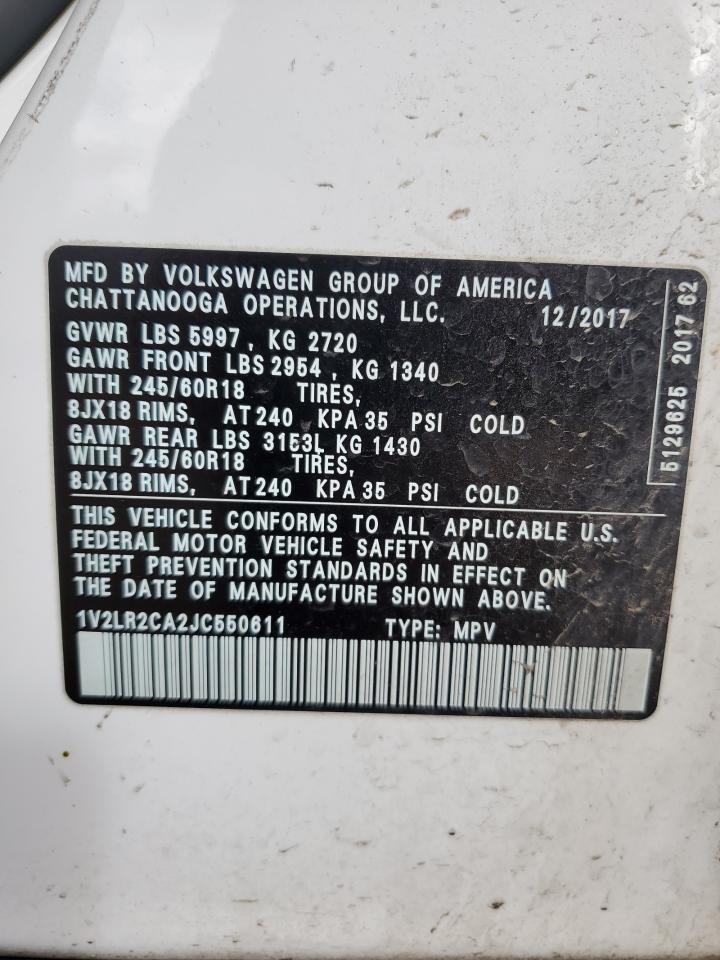 MFD BY VOLKSWAGEN GROUP OF AMERICA
CHATTANOOGA OPERATIONS, LLC. 12/2017
GVWR LBS 5997, KG 2720
GAWR FRONT LBS 2954, KG 1340
WITH 245/60R18 TIRES,
8JX18 RIMS, AT 240 KPA 35 PSI COLD
GAWR REAR LBS 3153L KG 1430
WITH 245/60R18 TIRES,
8JX18 RIMS, AT 240 KPA 35 PSI COLD
THIS VEHICLE CONFORMS TO ALL APPLICABLE U.S.
FEDERAL MOTOR VEHICLE SAFETY AND
THEFT PREVENTION STANDARDS IN EFFECT ON
THE DATE OF MANUFACTURE SHOWN ABOVE.
1V2LR2CA2JC550611 TYPE: MPV
5129625 2017 62